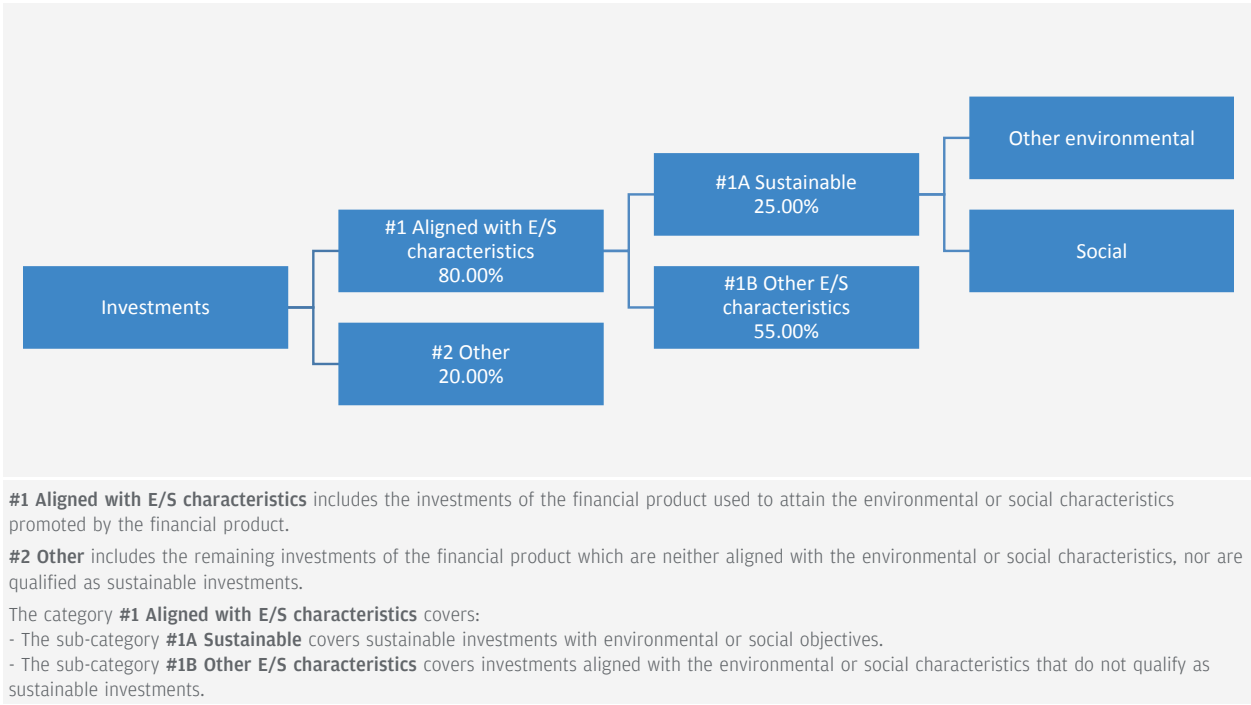 Investments
#1 Aligned with E/S
characteristics
80.00%
#2 Other
20.00%
#1A Sustainable
25.00%
#1B Other E/S
characteristics
55.00%
Other environmental
Social
#1 Aligned with E/S characteristics includes the investments of the financial product used to attain the environmental or social characteristics
promoted by the financial product.
#2 Other includes the remaining investments of the financial product which are neither aligned with the environmental or social characteristics, nor are
qualified as sustainable investments.
The category #1 Aligned with E/S characteristics covers:
- The sub-category #1A Sustainable covers sustainable investments with environmental or social objectives.
- The sub-category #1B Other E/S characteristics covers investments aligned with the environmental or social characteristics that do not qualify as
sustainable investments.